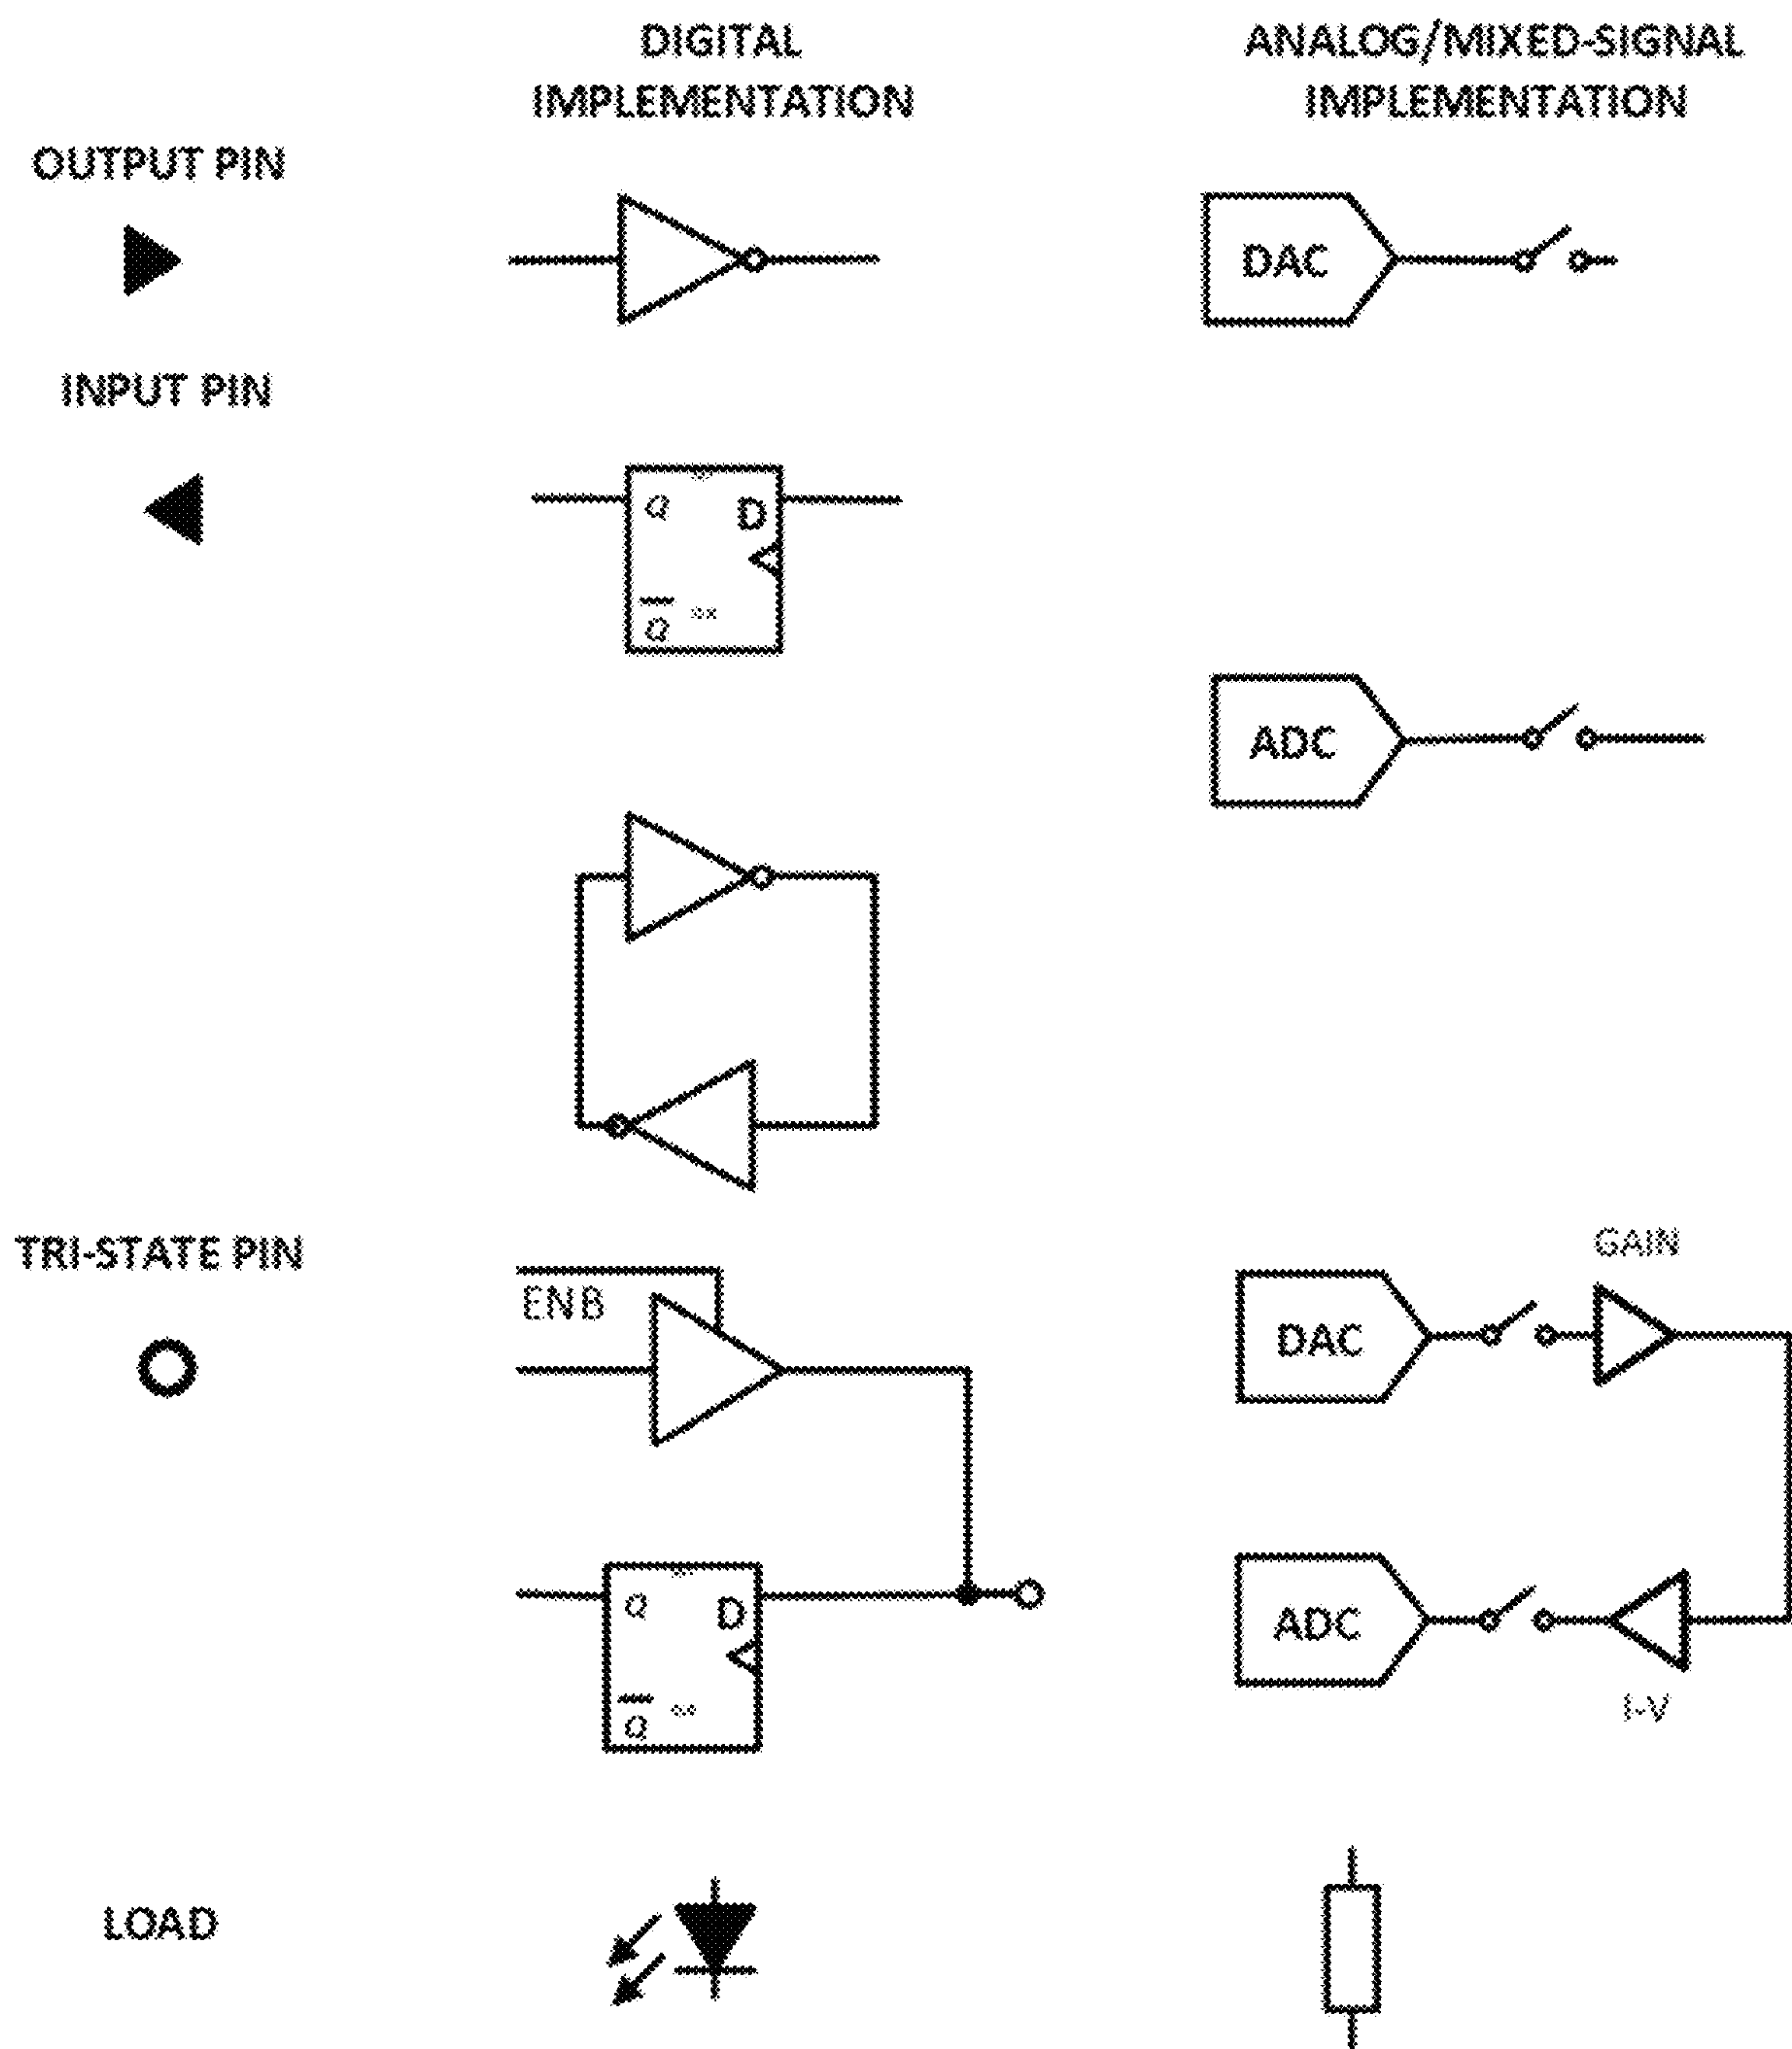 DIGITAL
IMPLEMENTATION
ANALOG/MIXED-SIGNAL
IMPLEMENTATION
OUTPUT PIN
DAC
INPUT PIN
Q D
Q
ADC
TRI-STATE PIN
ENB
GAIN
DAC
Q D
Q
ADC
I-V
LOAD